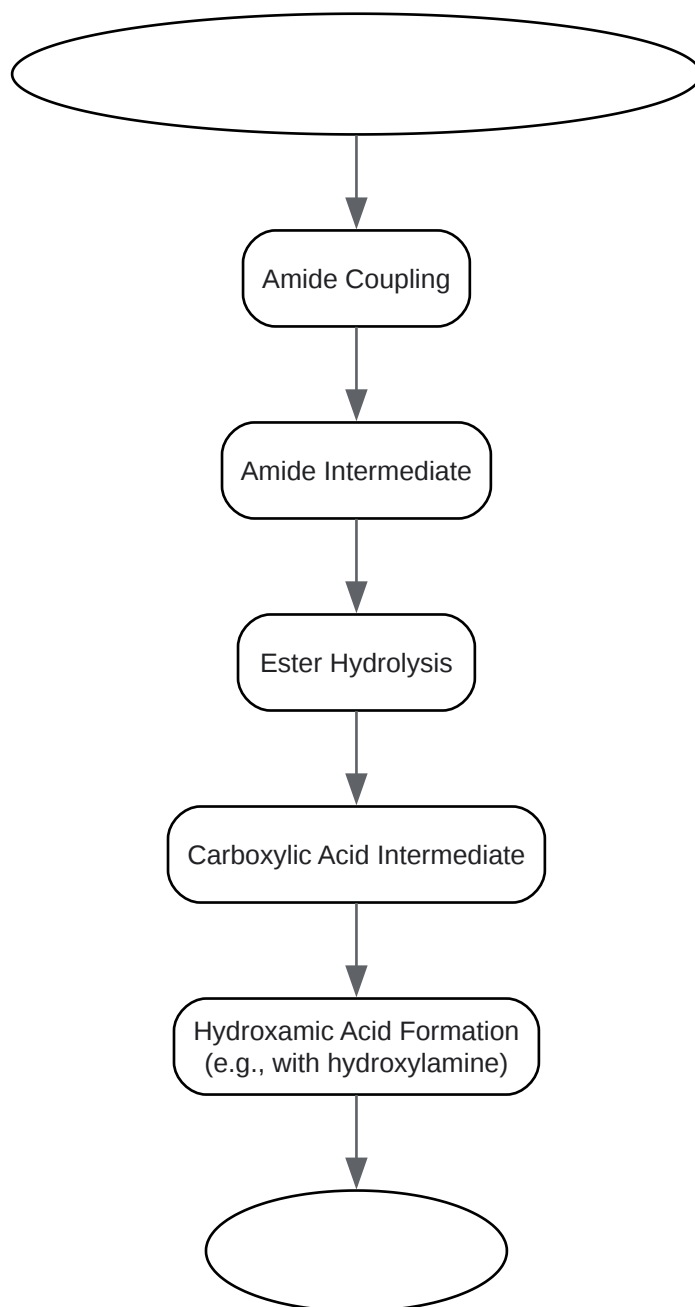 Amide Coupling
Amide Intermediate
Ester Hydrolysis
Carboxylic Acid Intermediate
Hydroxamic Acid Formation
(e.g., with hydroxylamine)